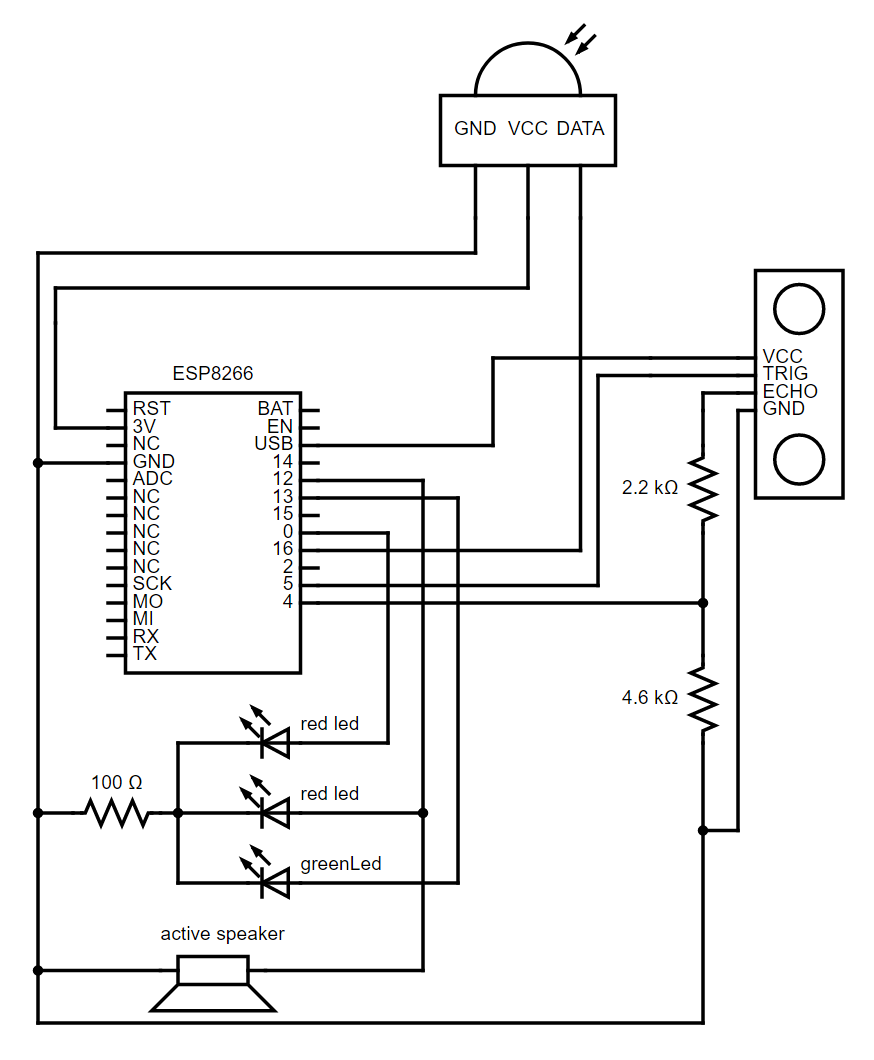 GND VCC DATA
VCC
TRIG
ECHO
GND
ESP8266
RST
3V
NC
GND
ADC
NC
NC
NC
NC
NC
SCK
MO
MI
RX
TX
BAT
EN
USB
14
12
13
15
0
16
2
5
4
2.2 kΩ
4.6 kΩ
red led
100 Ω
red led
greenLed
active speaker